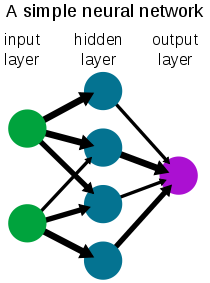 A simple neural network
input layer
hidden layer
output layer